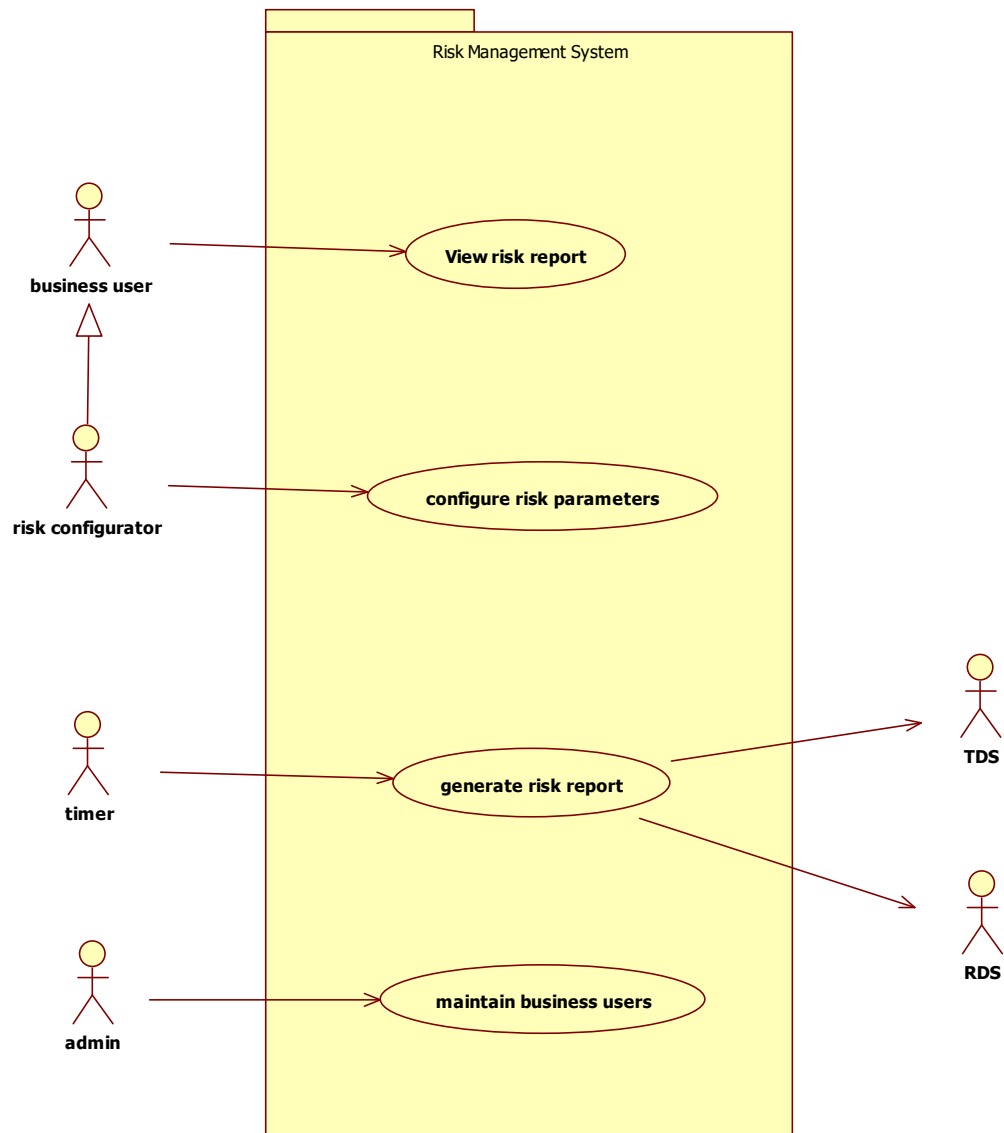 Risk Management System
View risk report
business user
configure risk parameters
risk configurator
generate risk report
timer
TDS
RDS
maintain business users
admin